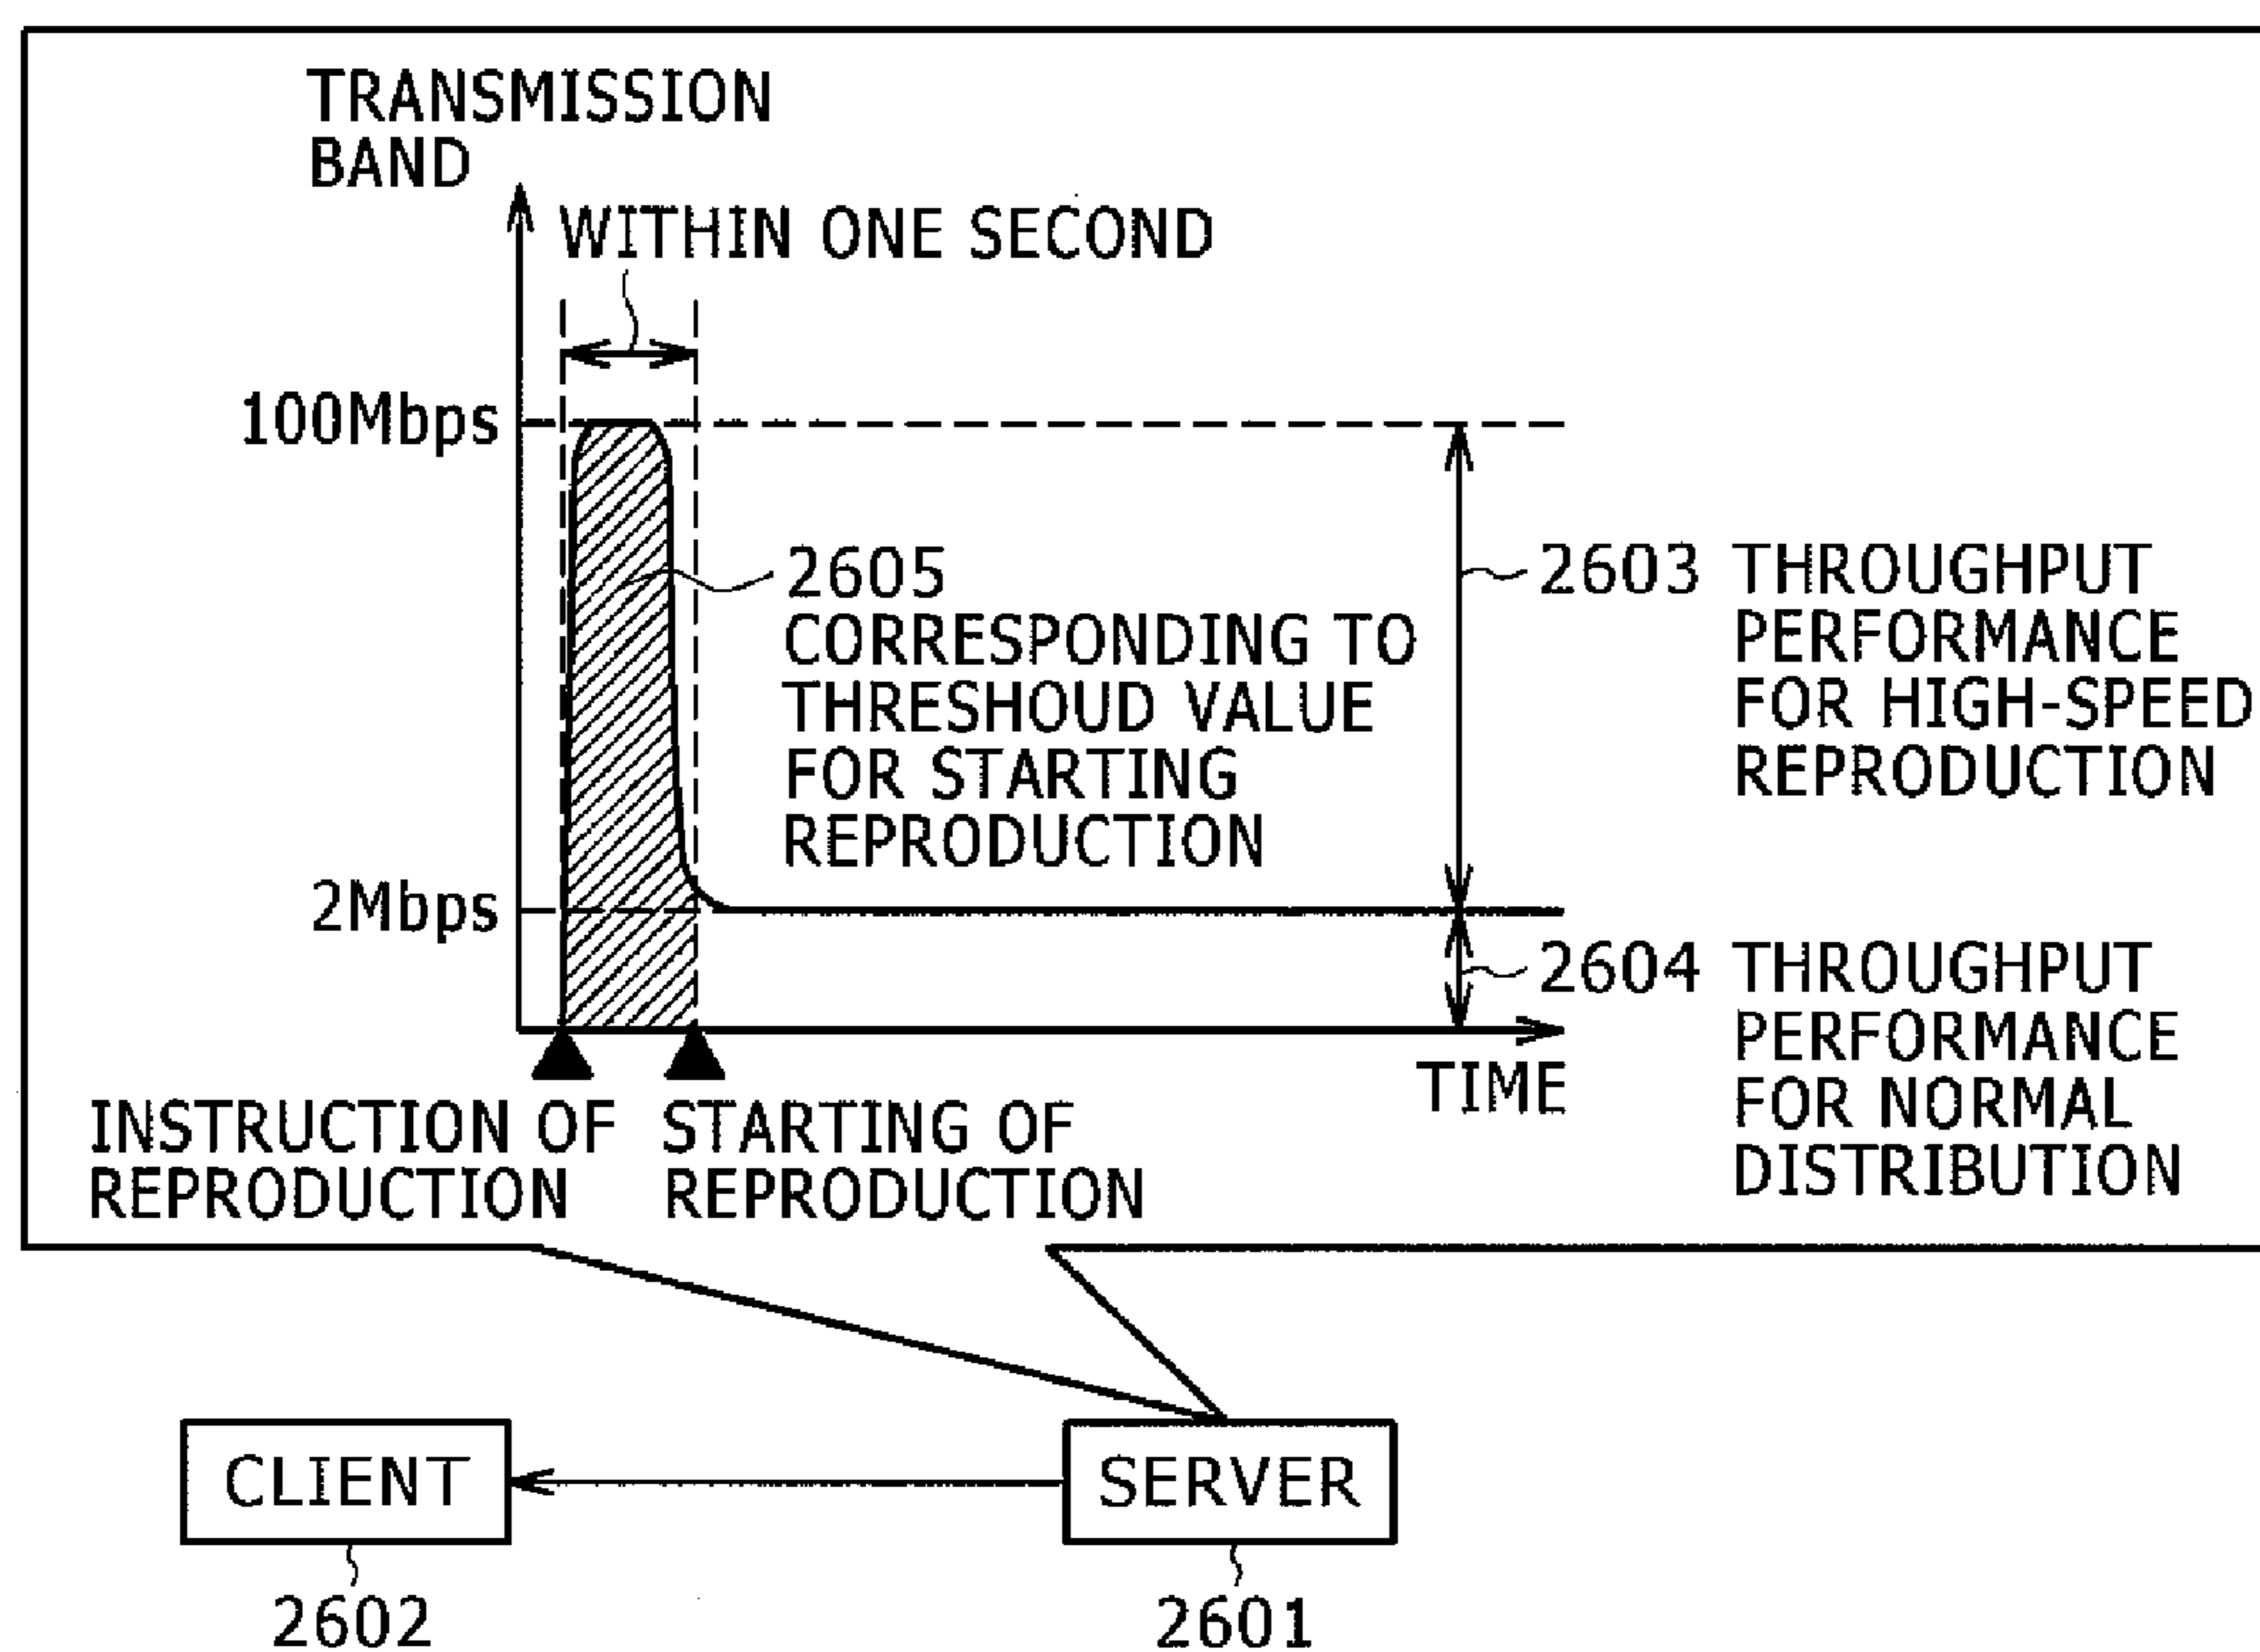 TRANSMISSION
BAND
WITHIN ONE SECOND
100Mbps
2605
CORRESPONDING TO
THRESHOUD VALUE
FOR STARTING
REPRODUCTION
2603 THROUGHPUT
PERFORMANCE
FOR HIGH-SPEED
REPRODUCTION
2Mbps
2604 THROUGHPUT
PERFORMANCE
FOR NORMAL
DISTRIBUTION
TIME
INSTRUCTION OF
REPRODUCTION
STARTING OF
REPRODUCTION
CLIENT
SERVER
2602
2601